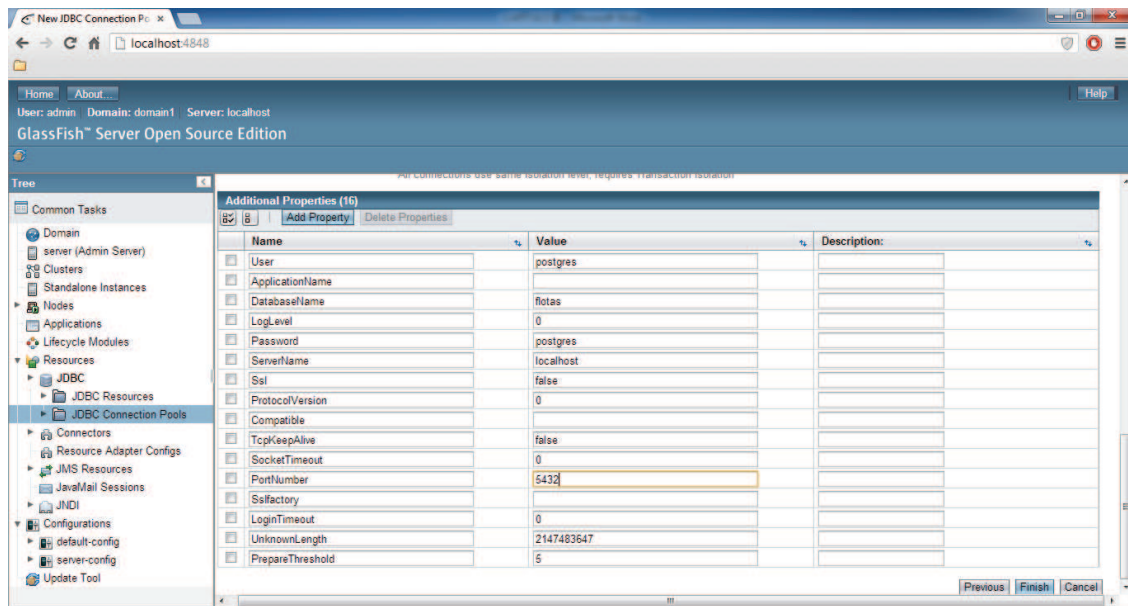 New JDBC Connection Po
localhost:4848
Home About... Help
User: admin Domain: domain1 Server: localhost
GlassFish™ Server Open Source Edition
Tree
Common Tasks
Domain
server (Admin Server)
Clusters
Standalone Instances
Nodes
Applications
Lifecycle Modules
Resources
JDBC
JDBC Resources
JDBC Connection Pools
Connectors
Resource Adapter Configs
JMS Resources
JavaMail Sessions
JNDI
Configurations
default-config
server-config
Update Tool
All connections use same isolation level; requires Transaction Isolation
Additional Properties (16)
Add Property Delete Properties
Name Value Description:
User postgres
ApplicationName
DatabaseName flotas
LogLevel 0
Password postgres
ServerName localhost
Ssl false
ProtocolVersion 0
Compatible
TcpKeepAlive false
SocketTimeout 0
PortNumber 5432
Sslfactory
LoginTimeout 0
UnknownLength 2147483647
PrepareThreshold 5
Previous Finish Cancel